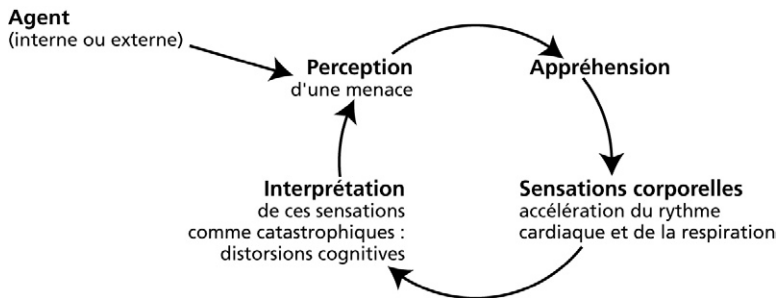 Agent
(interne ou externe)
Perception
d'une menace
Appréhension
Sensations corporelles
accélération du rythme
cardiaque et de la respiration
Interprétation
de ces sensations
comme catastrophiques :
distorsions cognitives